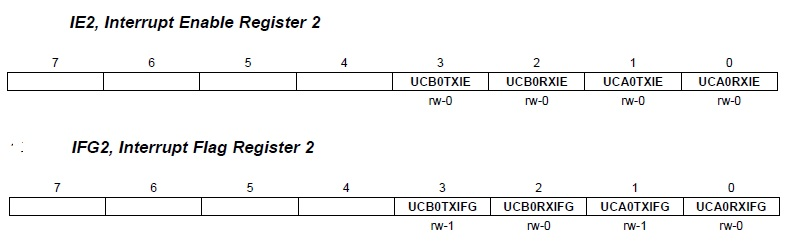 IE2, Interrupt Enable Register 2
7 6 5 4 3 2 1 0
UCB0TXIE UCB0RXIE UCA0TXIE UCA0RXIE
rw-0 rw-0 rw-0 rw-0
IFG2, Interrupt Flag Register 2
7 6 5 4 3 2 1 0
UCB0TXIFG UCB0RXIFG UCA0TXIFG UCA0RXIFG
rw-1 rw-0 rw-1 rw-0